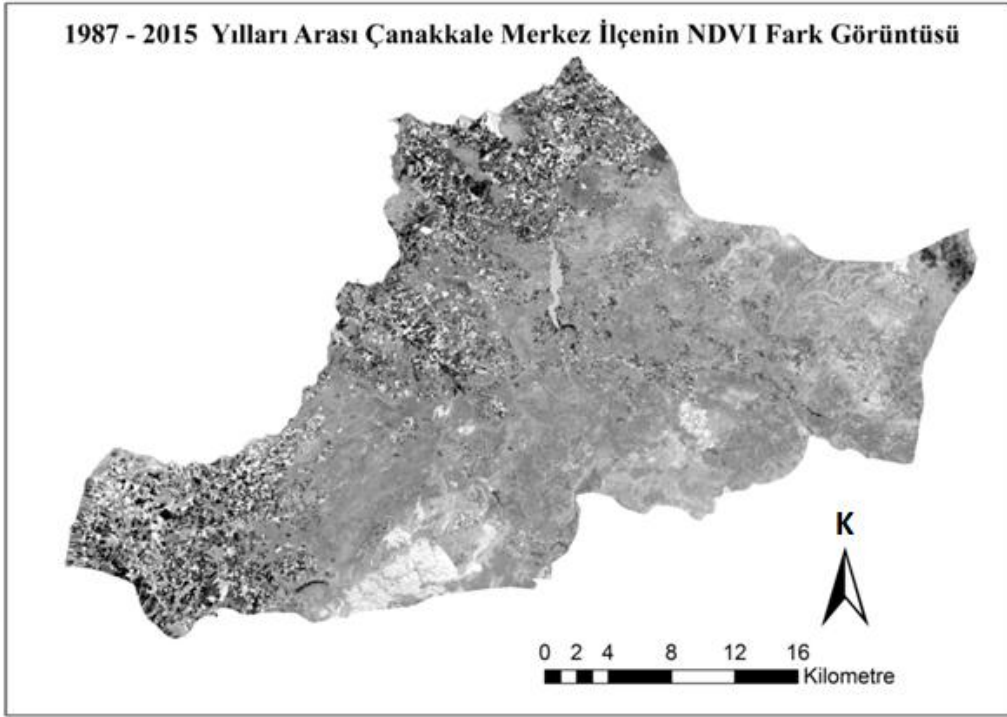 1987 - 2015 Yılları Arası Çanakkale Merkez İlçenin NDVI Fark Görüntüsü
K
0 2 4 8 12 16
Kilometre